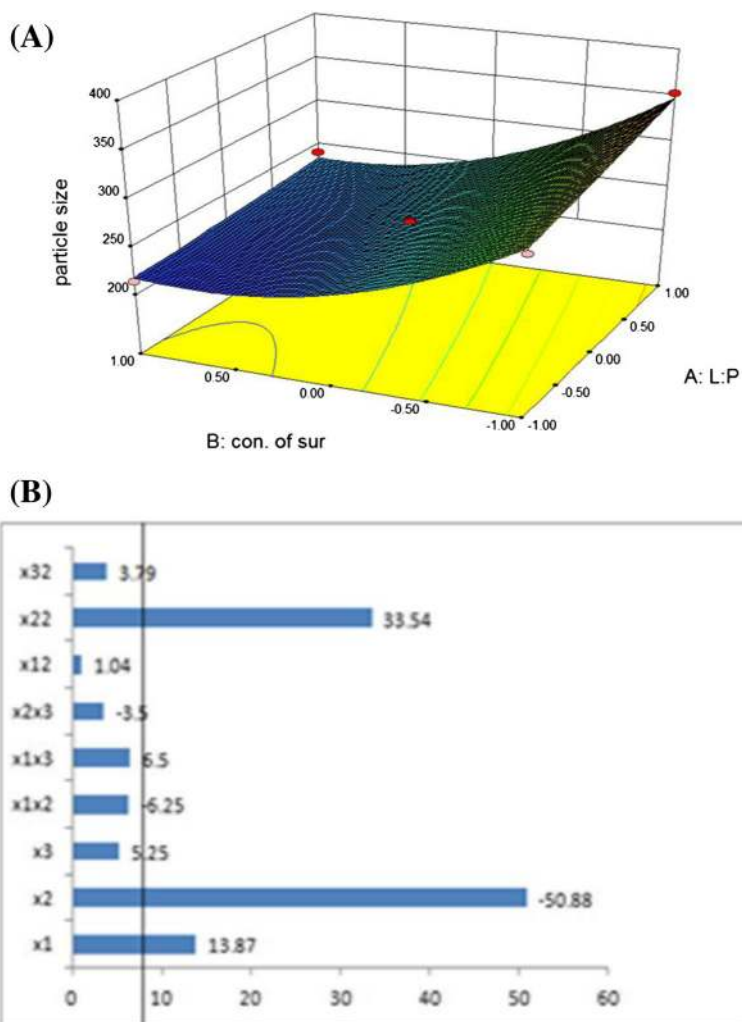 (A)
400
350
300
250
200
particle size
1.00
0.50
0.00
-0.50
-1.00
B: con. of sur
-1.00
-0.50
0.00
0.50
1.00
A: L:P
(B)
x32 3.79
x22 33.54
x12 1.04
x2x3 -3.5
x1x3 6.5
x1x2 -6.25
x3 5.25
x2 -50.88
x1 13.87
0 10 20 30 40 50 60